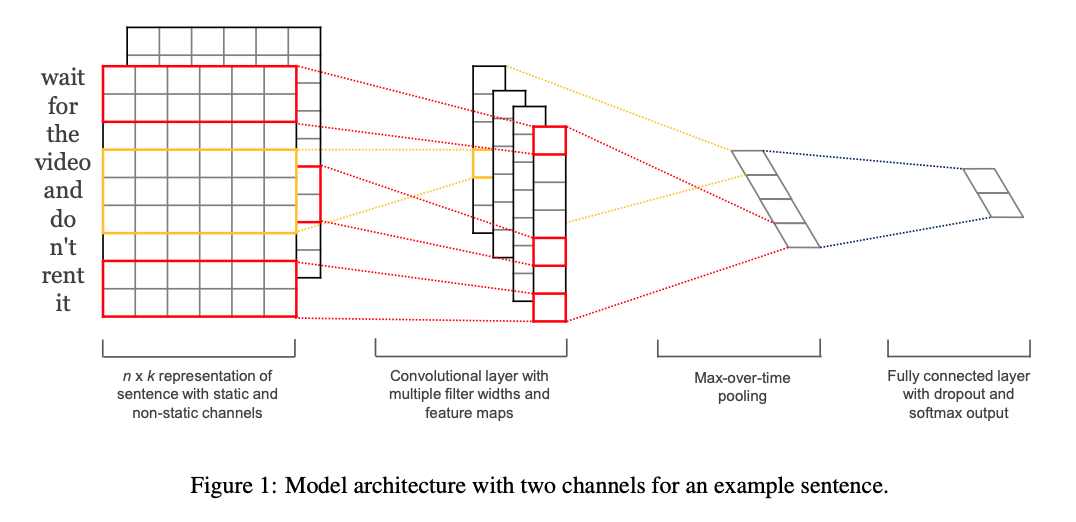 wait
for
the
video
and
do
n't
rent
it
n x k representation of
sentence with static and
non-static channels
Convolutional layer with
multiple filter widths and
feature maps
Max-over-time
pooling
Fully connected layer
with dropout and
softmax output
Figure 1: Model architecture with two channels for an example sentence.